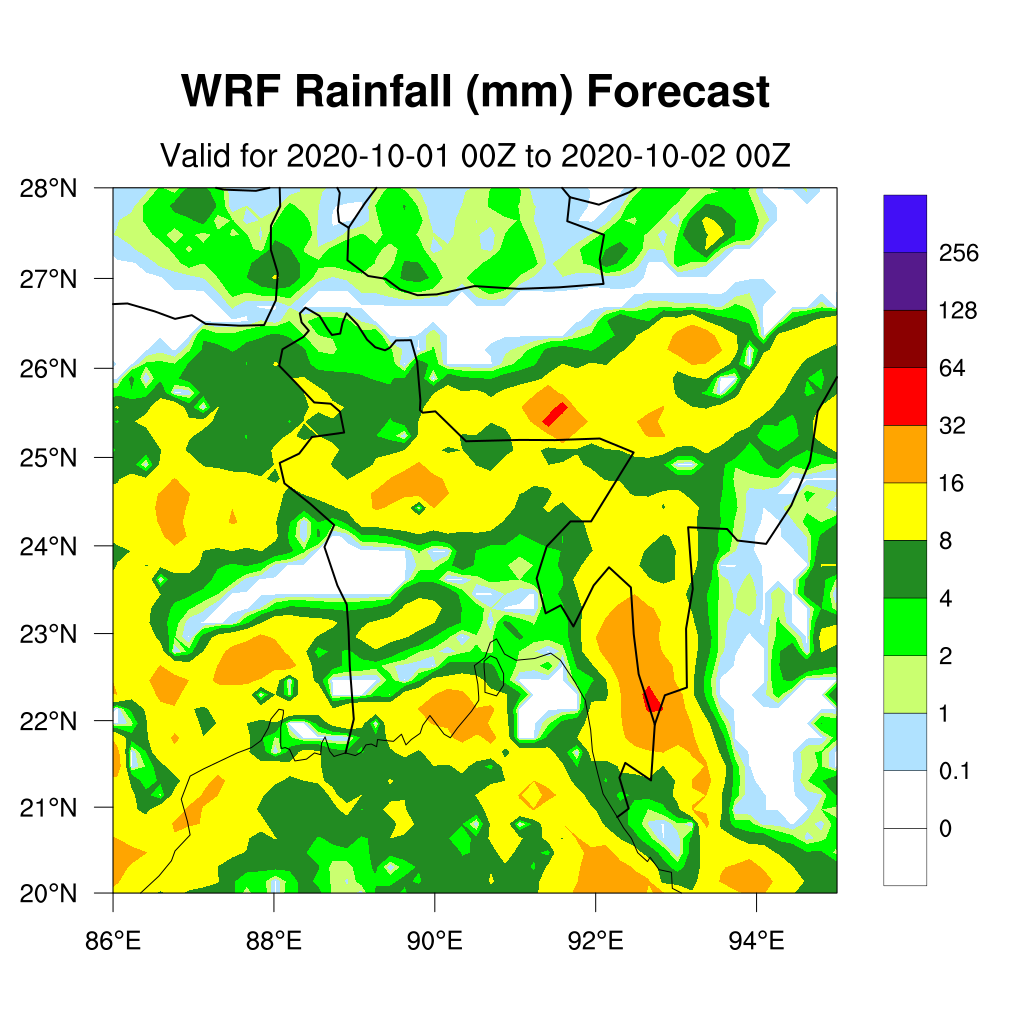 WRF Rainfall (mm) Forecast
Valid for 2020-10-01 00Z to 2020-10-02 00Z
28°N
27°N
26°N
25°N
24°N
23°N
22°N
21°N
20°N
86°E 88°E 90°E 92°E 94°E
256
128
64
32
16
8
4
2
1
0.1
0